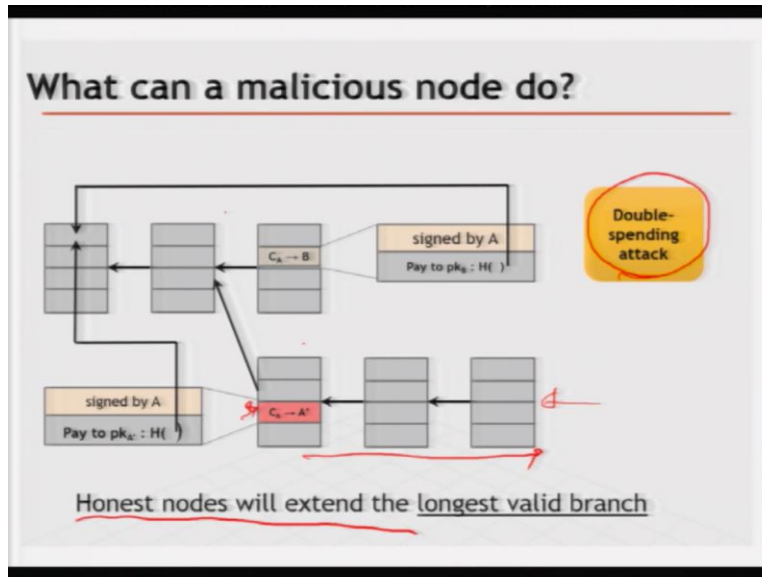 What can a malicious node do?
signed by A
Pay to pk_B : H( )
C_A → B
Double-
spending
attack
signed by A
Pay to pk_A' : H( )
C_A → A'
Honest nodes will extend the longest valid branch